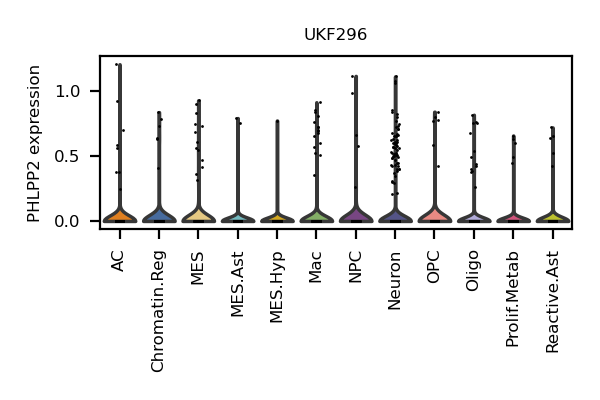 UKF296
PHLPP2 expression
1.0
0.5
0.0
AC
Chromatin.Reg
MES
MES.Ast
MES.Hyp
Mac
NPC
Neuron
OPC
Oligo
Prolif.Metab
Reactive.Ast